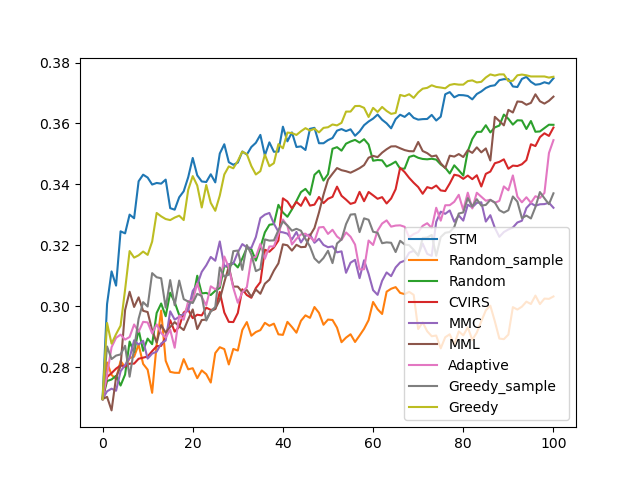 0.38
0.36
0.34
0.32
0.30
0.28
0 20 40 60 80 100
STM
Random_sample
Random
CVIRS
MMC
MML
Adaptive
Greedy_sample
Greedy